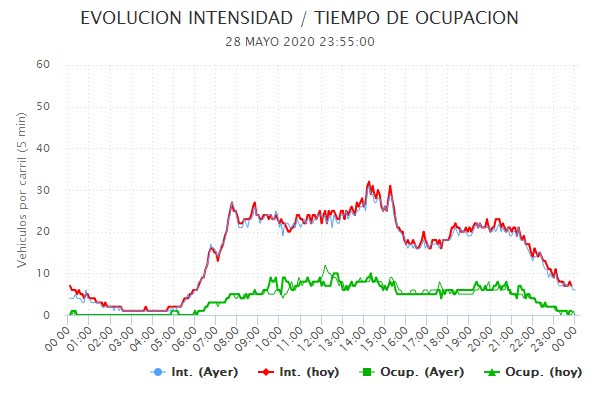 EVOLUCION INTENSIDAD / TIEMPO DE OCUPACION
28 MAYO 2020 23:55:00
Vehiculos por carril (5 min)
60
50
40
30
20
10
0
00:00 01:00 02:00 03:00 04:00 05:00 06:00 07:00 08:00 09:00 10:00 11:00 12:00 13:00 14:00 15:00 16:00 17:00 18:00 19:00 20:00 21:00 22:00 23:00 00:00
Int. (Ayer) Int. (hoy) Ocup. (Ayer) Ocup. (hoy)